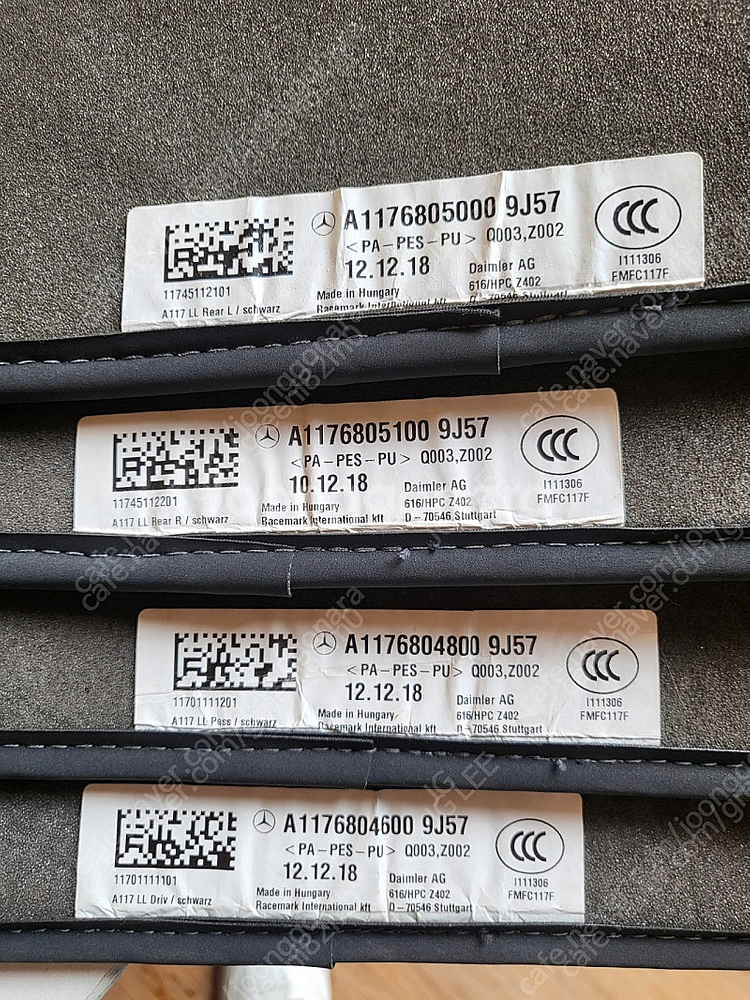 A1176805000 9J57
<PA-PES-PU> Q003,Z002
12.12.18 Daimler AG
11745112101 Made in Hungary 616/HPC Z402 I111306
A117 LL Rear L / schwarz Racemark International kft D-70546 Stuttgart FMFC117F
CCC
A1176805100 9J57
<PA-PES-PU> Q003,Z002
10.12.18 Daimler AG
11745112201 Made in Hungary 616/HPC Z402 I111306
A117 LL Rear R / schwarz Racemark International kft D-70546 Stuttgart FMFC117F
CCC
A1176804800 9J57
<PA-PES-PU> Q003,Z002
12.12.18 Daimler AG
11701111201 Made in Hungary 616/HPC Z402 I111306
A117 LL Pass / schwarz Racemark International kft D-70546 Stuttgart FMFC117F
CCC
A1176804600 9J57
<PA-PES-PU> Q003,Z002
12.12.18 Daimler AG
11701111101 Made in Hungary 616/HPC Z402 I111306
A117 LL Driv / schwarz Racemark International kft D-70546 Stuttgart FMFC117F
CCC
JG LEE